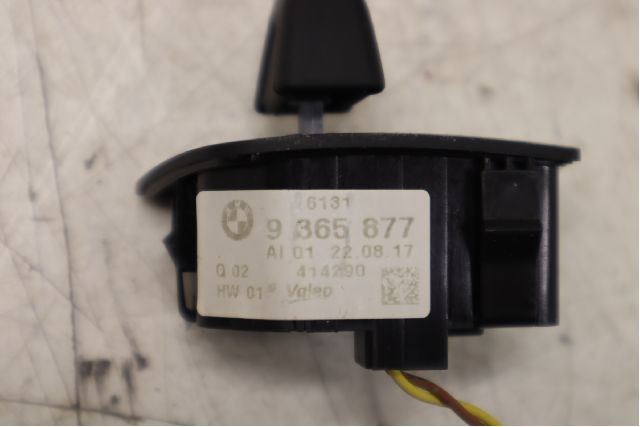 6131
9 365 877
AI 01 22.08.17
Q 02 414290
HW 01 Valeo